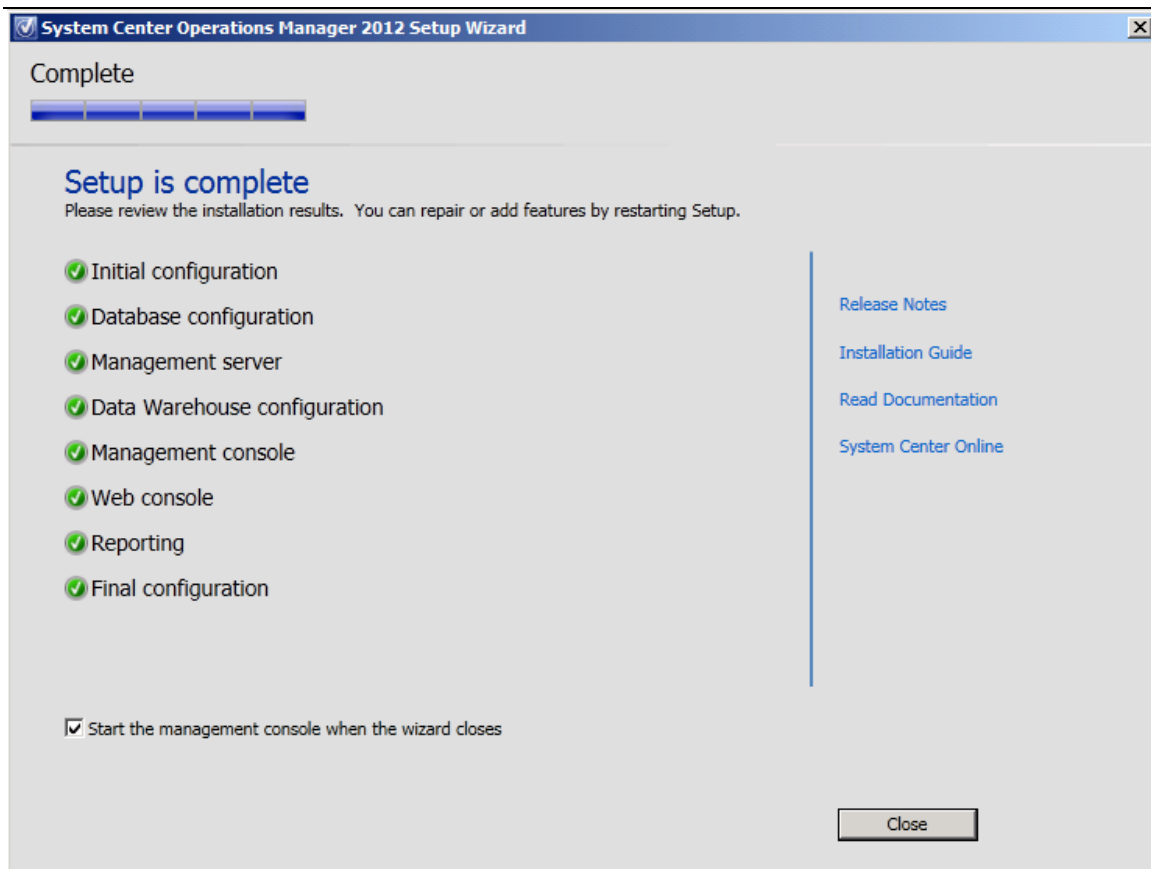 System Center Operations Manager 2012 Setup Wizard
Complete
Setup is complete
Please review the installation results. You can repair or add features by restarting Setup.
Initial configuration
Database configuration
Management server
Data Warehouse configuration
Management console
Web console
Reporting
Final configuration
Release Notes
Installation Guide
Read Documentation
System Center Online
Start the management console when the wizard closes
Close